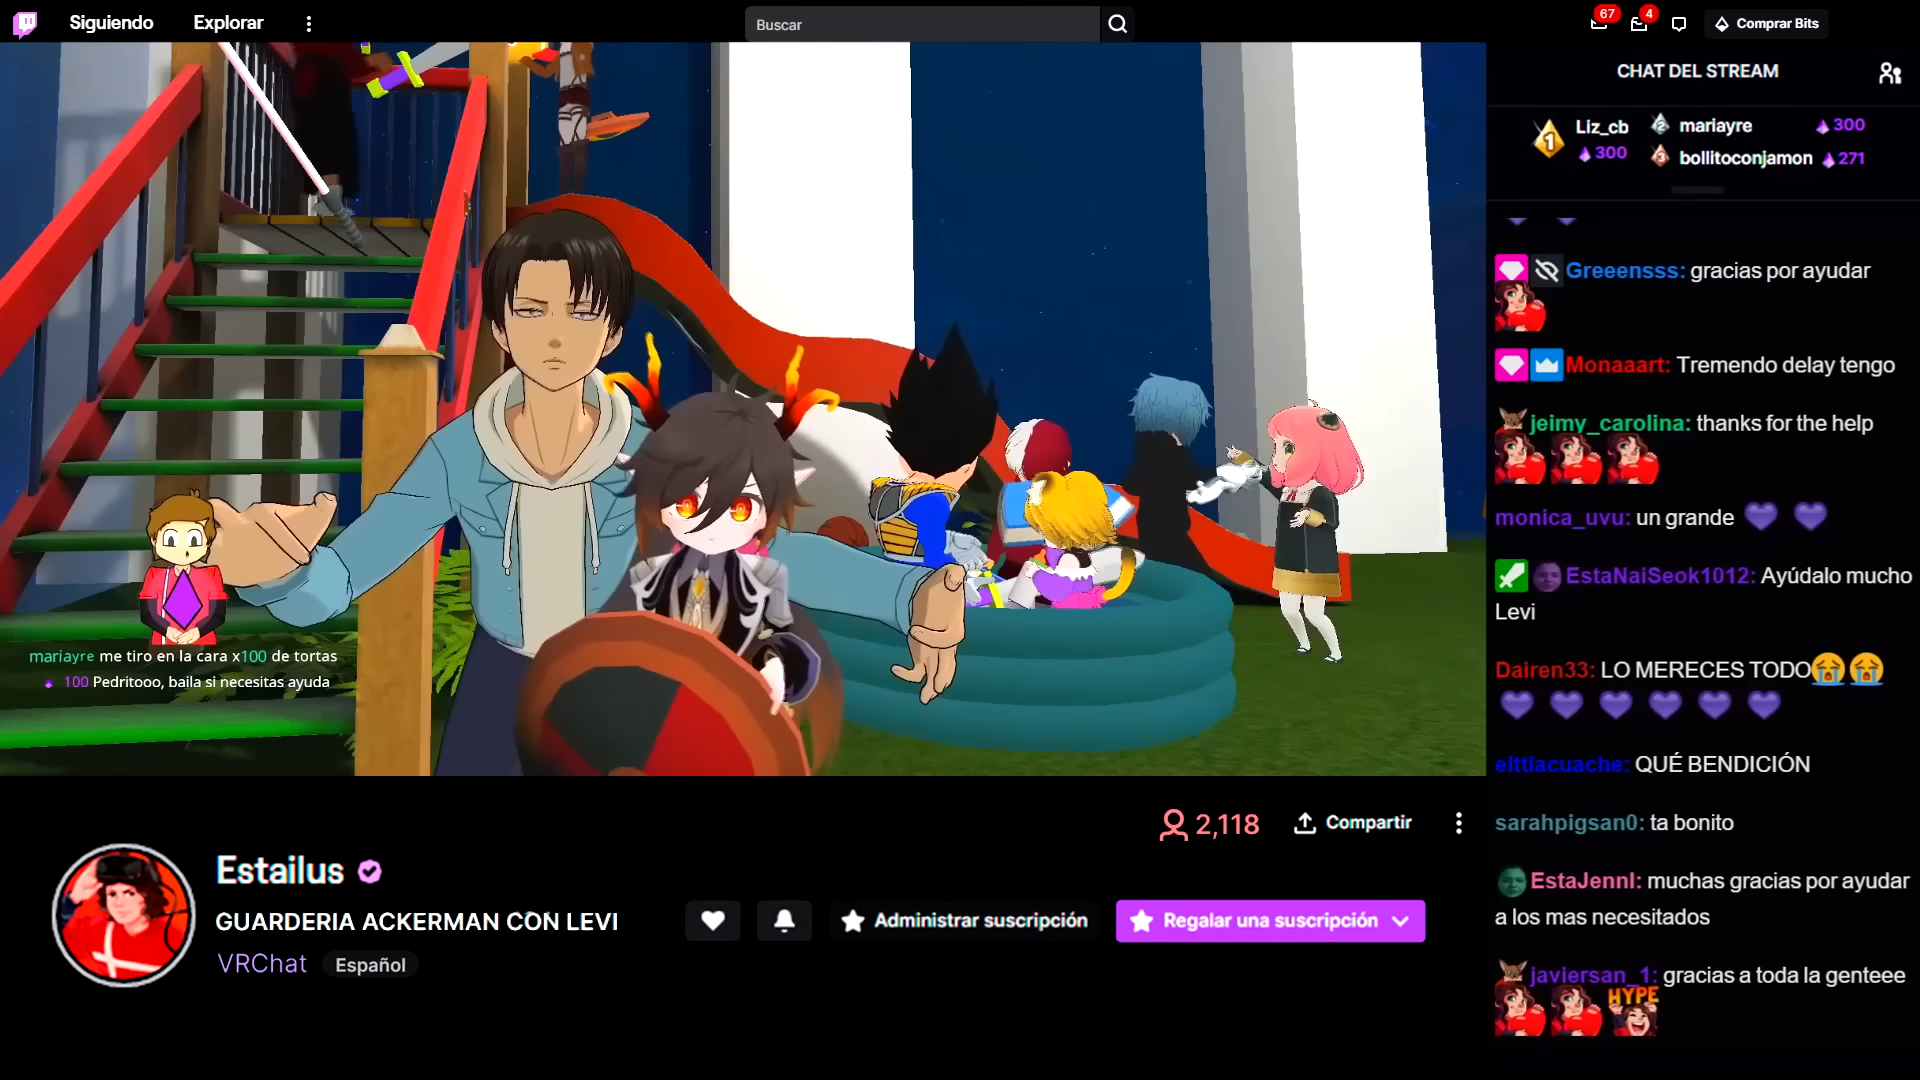 Siguiendo
Explorar
Buscar
67
4
Comprar Bits
CHAT DEL STREAM
1 Liz_cb 300
2 mariayre 300
3 bollitoconjamon 271
Greeensss: gracias por ayudar
Monaaart: Tremendo delay tengo
jeimy_carolina: thanks for the help
monica_uvu: un grande
EstaNaiSeok1012: Ayúdalo mucho
Levi
Dairen33: LO MERECES TODO
elttlacuache: QUÉ BENDICIÓN
sarahpigsan0: ta bonito
EstaJennI: muchas gracias por ayudar
a los mas necesitados
javiersan_1: gracias a toda la genteee
HYPE
mariayre me tiro en la cara x100 de tortas
100 Pedritooo, baila si necesitas ayuda
2,118
Compartir
Estailus
GUARDERIA ACKERMAN CON LEVI
VRChat
Español
Administrar suscripción
Regalar una suscripción